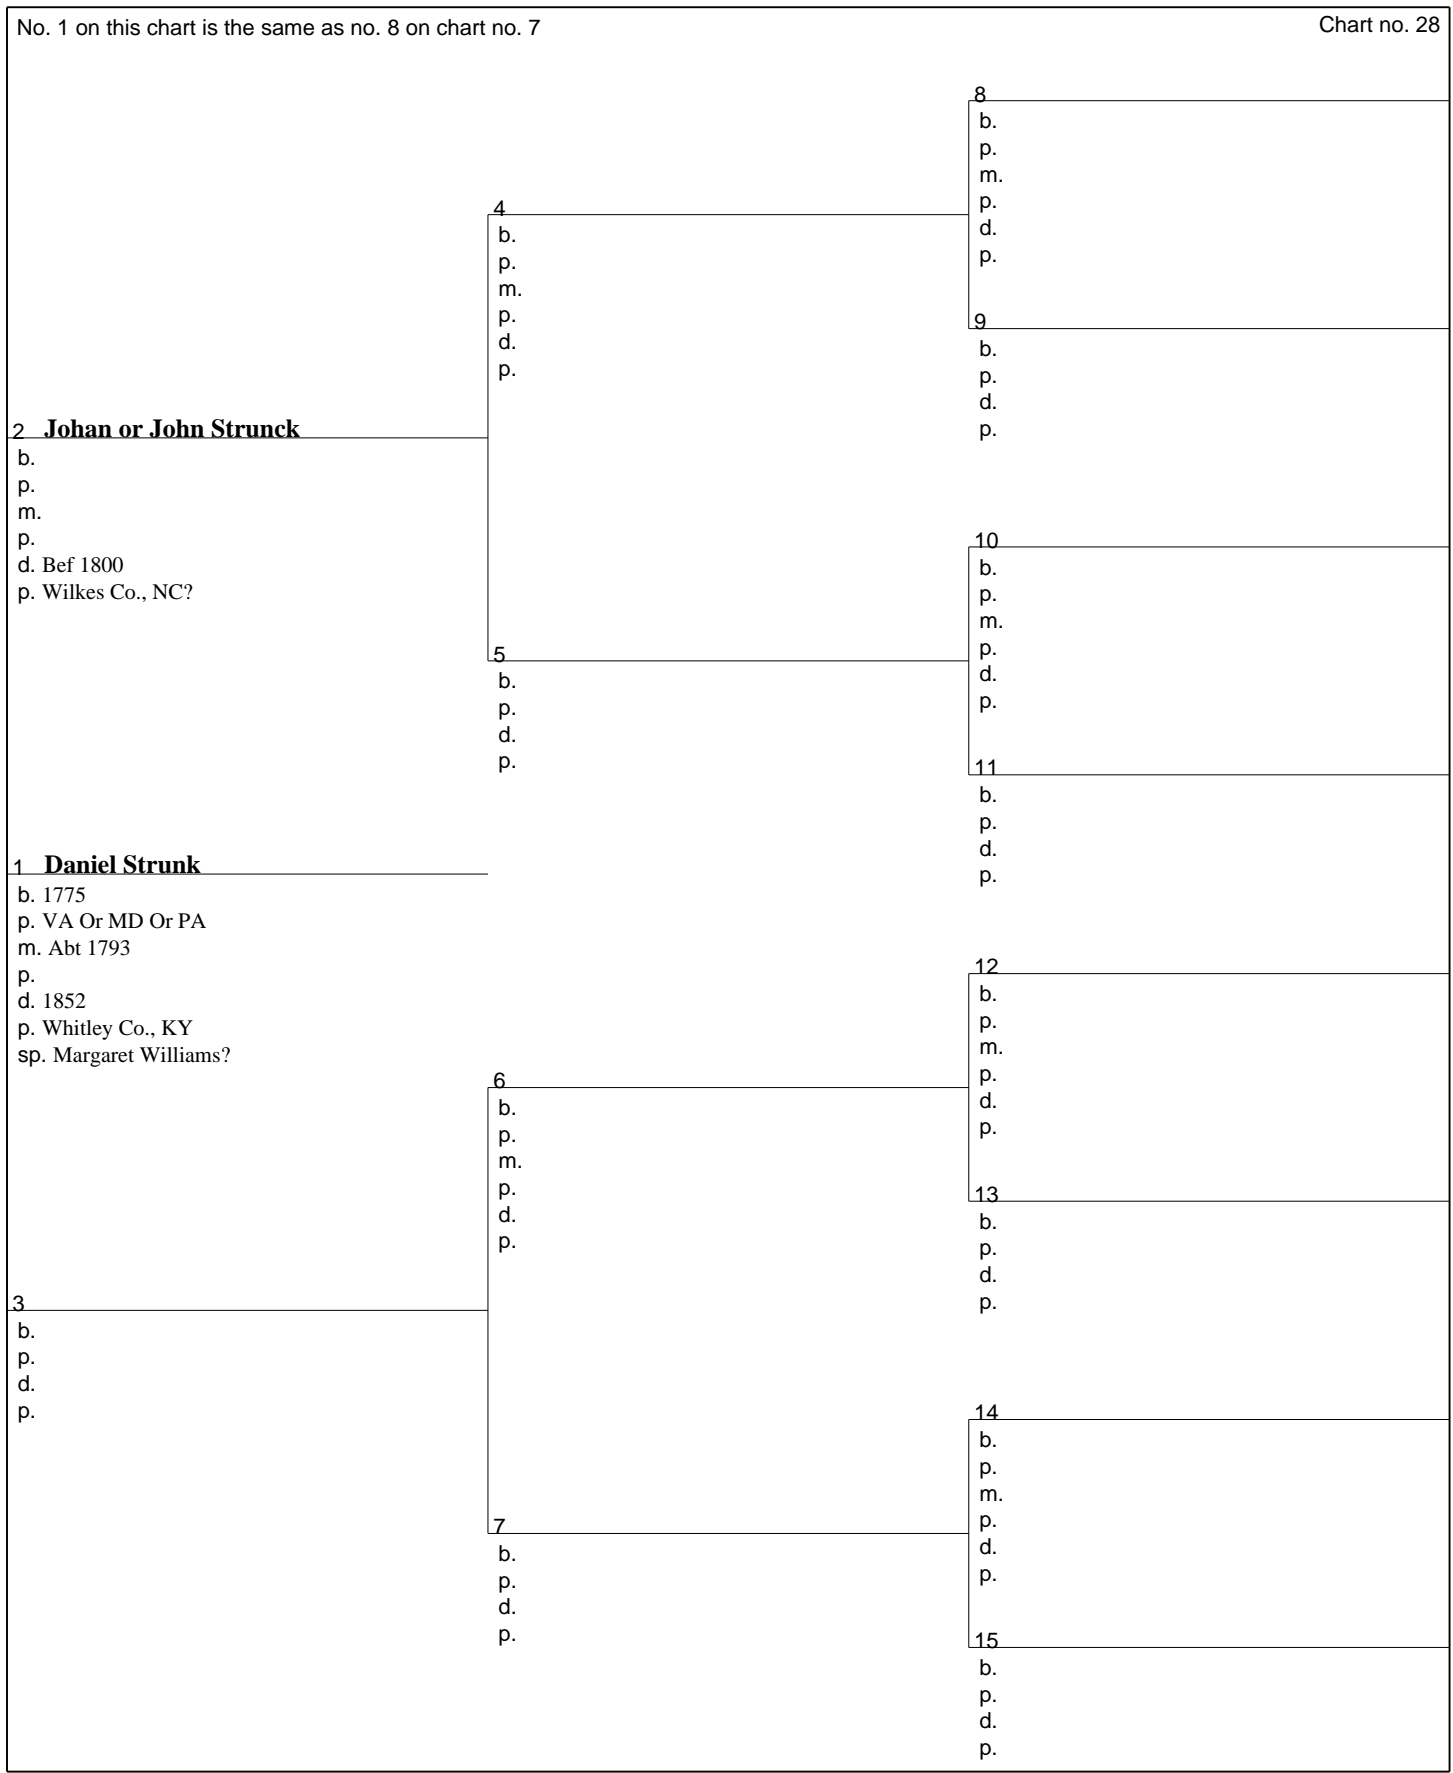 No. 1 on this chart is the same as no. 8 on chart no. 7
Chart no. 28
8
b.
p.
m.
p.
d.
p.
4
b.
p.
m.
p.
d.
p.
9
b.
p.
d.
p.
2 Johan or John Strunck
b.
p.
m.
p.
d. Bef 1800
p. Wilkes Co., NC?
10
b.
p.
m.
p.
d.
p.
5
b.
p.
d.
p.
11
b.
p.
d.
p.
1 Daniel Strunk
b. 1775
p. VA Or MD Or PA
m. Abt 1793
p.
d. 1852
p. Whitley Co., KY
sp. Margaret Williams?
12
b.
p.
m.
p.
d.
p.
6
b.
p.
m.
p.
d.
p.
13
b.
p.
d.
p.
3
b.
p.
d.
p.
14
b.
p.
m.
p.
d.
p.
7
b.
p.
d.
p.
15
b.
p.
d.
p.